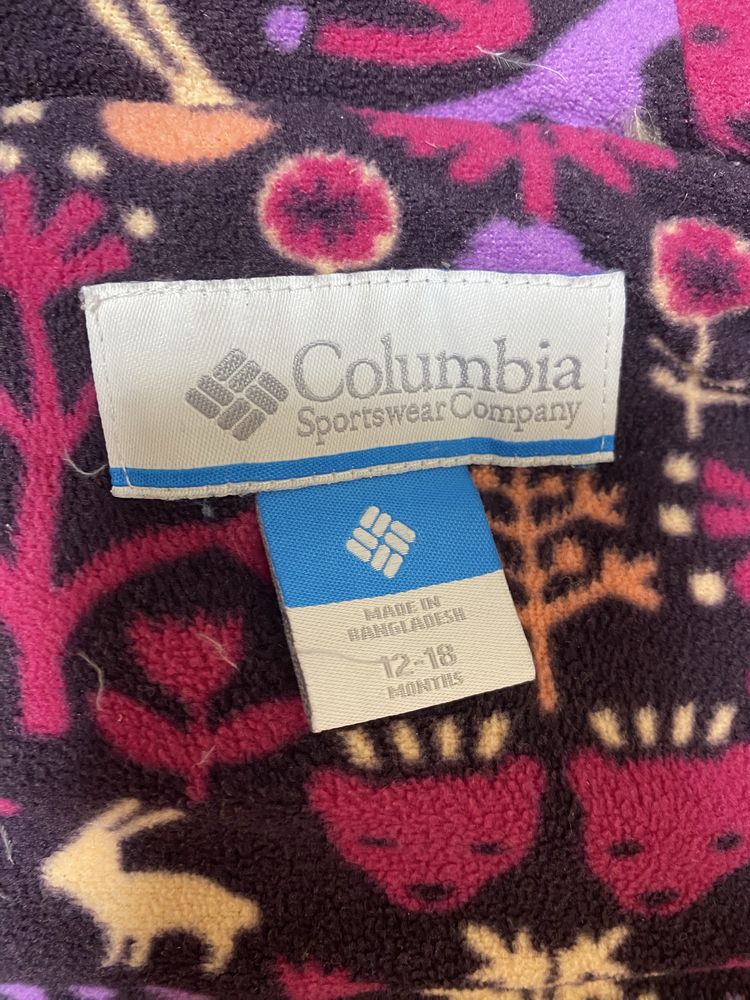 Columbia
Sportswear Company
MADE IN
BANGLADESH
12-18
MONTHS